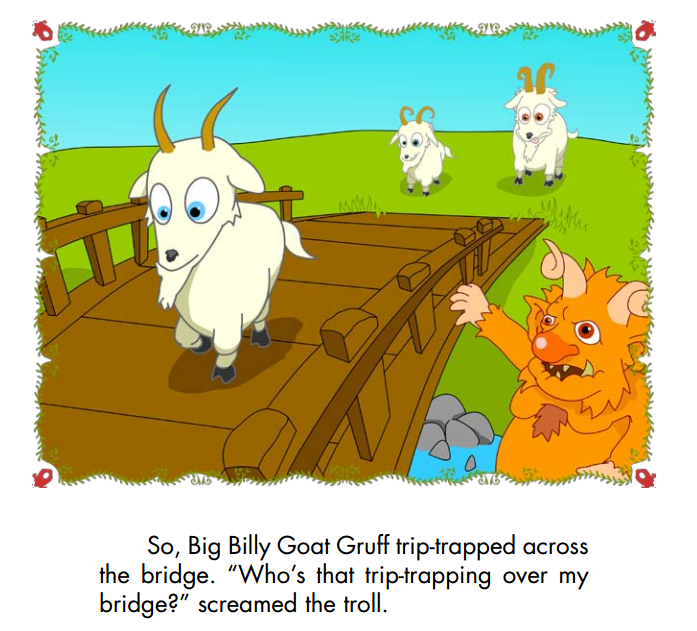 So, Big Billy Goat Gruff trip-trapped across
the bridge. “Who’s that trip-trapping over my
bridge?” screamed the troll.